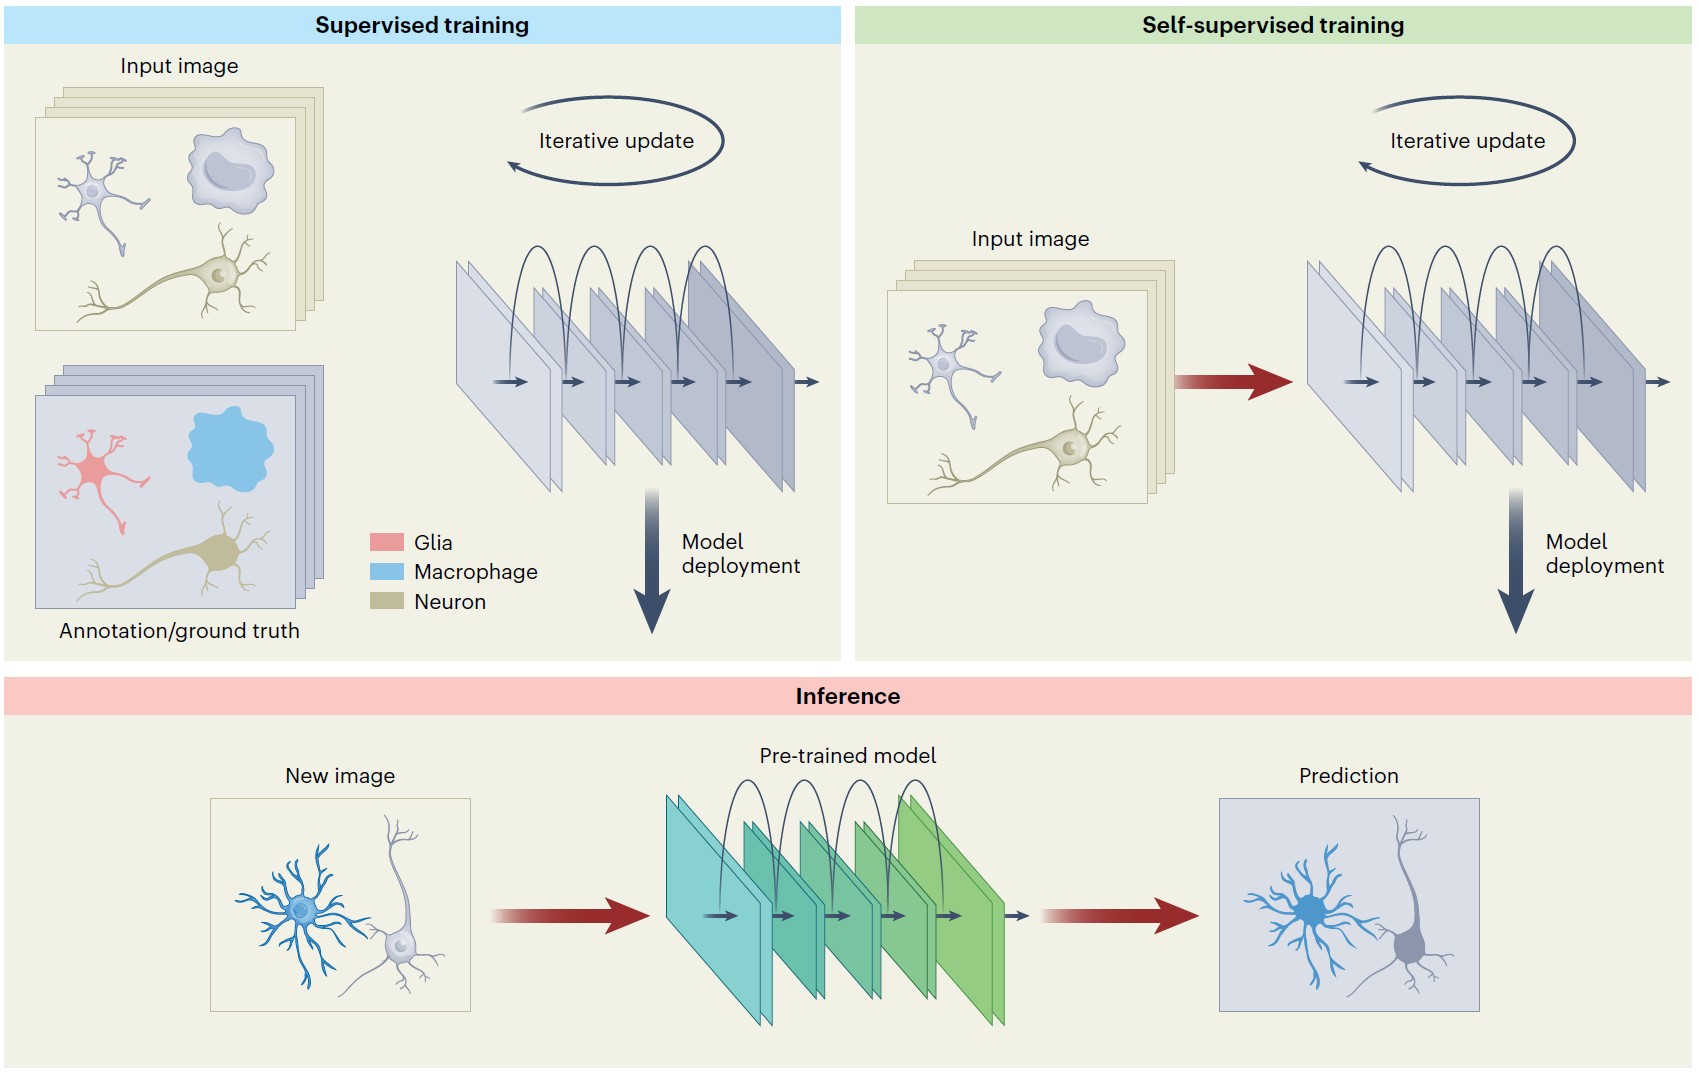 Supervised training
Input image
Iterative update
Glia
Macrophage
Neuron
Annotation/ground truth
Model
deployment
Self-supervised training
Iterative update
Input image
Model
deployment
Inference
New image
Pre-trained model
Prediction